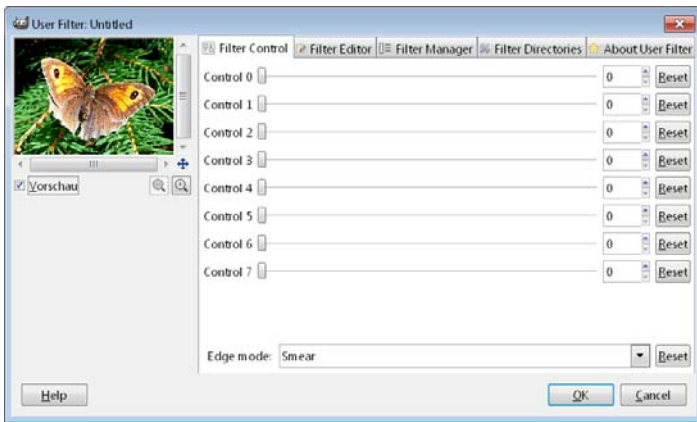 User Filter: Untitled
Filter Control
Filter Editor
Filter Manager
Filter Directories
About User Filter
Control 0 0 Reset
Control 1 0 Reset
Control 2 0 Reset
Control 3 0 Reset
Control 4 0 Reset
Control 5 0 Reset
Control 6 0 Reset
Control 7 0 Reset
Vorschau
Edge mode: Smear Reset
Help
OK
Cancel